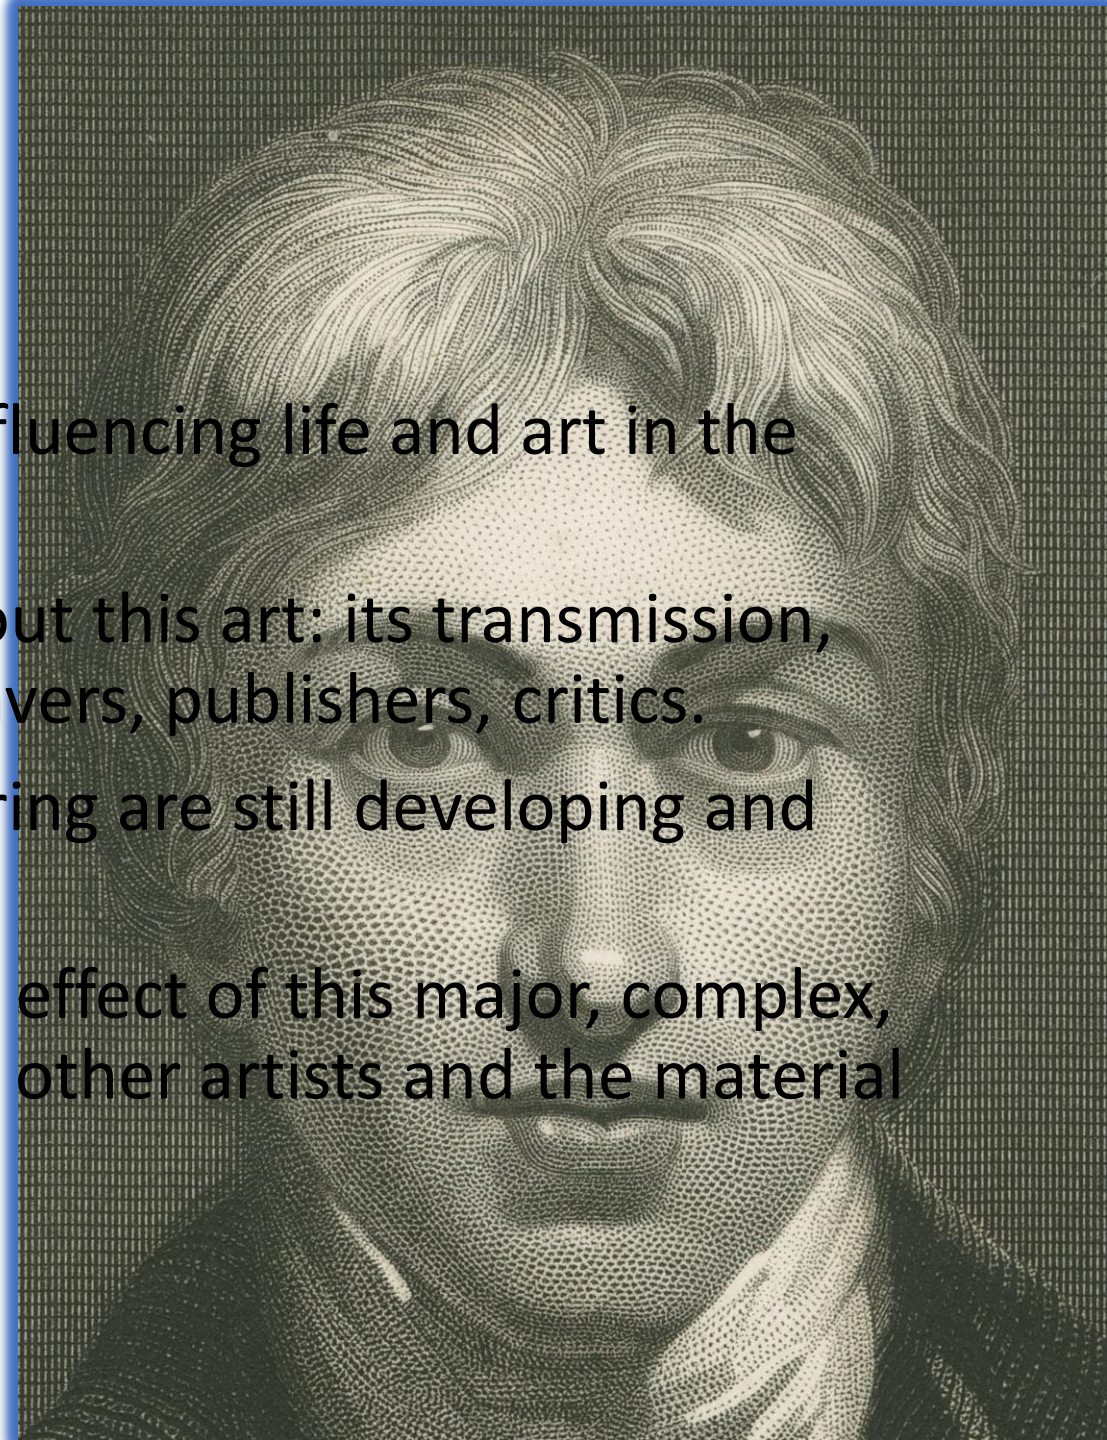 fluencing life and art in the
out this art: its transmission,
vers, publishers, critics.
ring are still developing and
effect of this major, complex,
other artists and the material